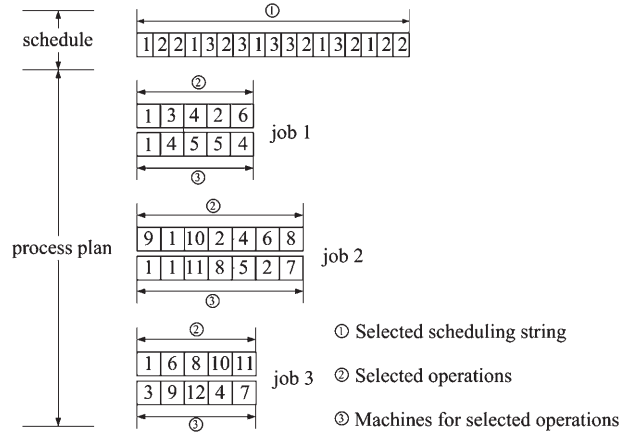 ①
schedule
1 2 2 1 3 2 3 1 3 3 2 1 3 2 1 2 2
②
1 3 4 2 6
job 1
1 4 5 5 4
③
②
process plan
9 1 10 2 4 6 8
job 2
1 1 11 8 5 2 7
③
②
① Selected scheduling string
1 6 8 10 11
job 3
② Selected operations
3 9 12 4 7
③
③ Machines for selected operations